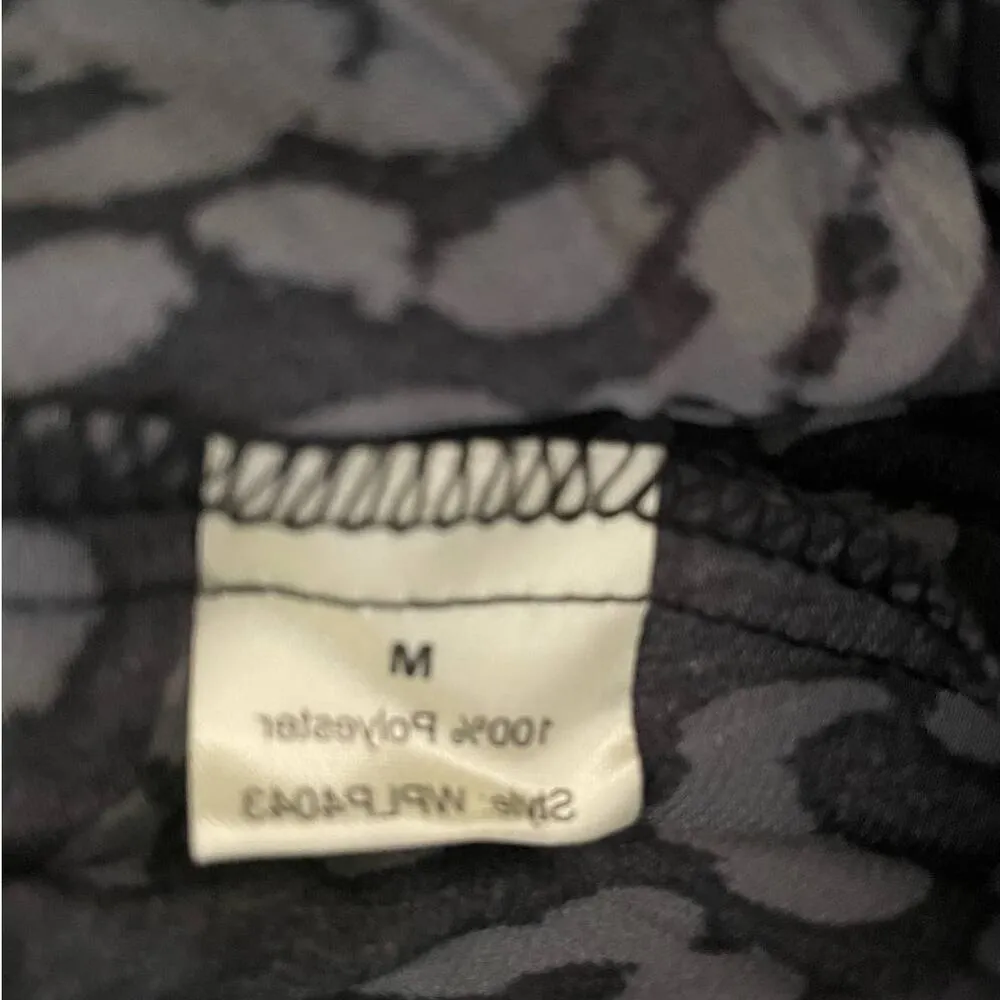 M
100% Polyester
Style: WPLP4043